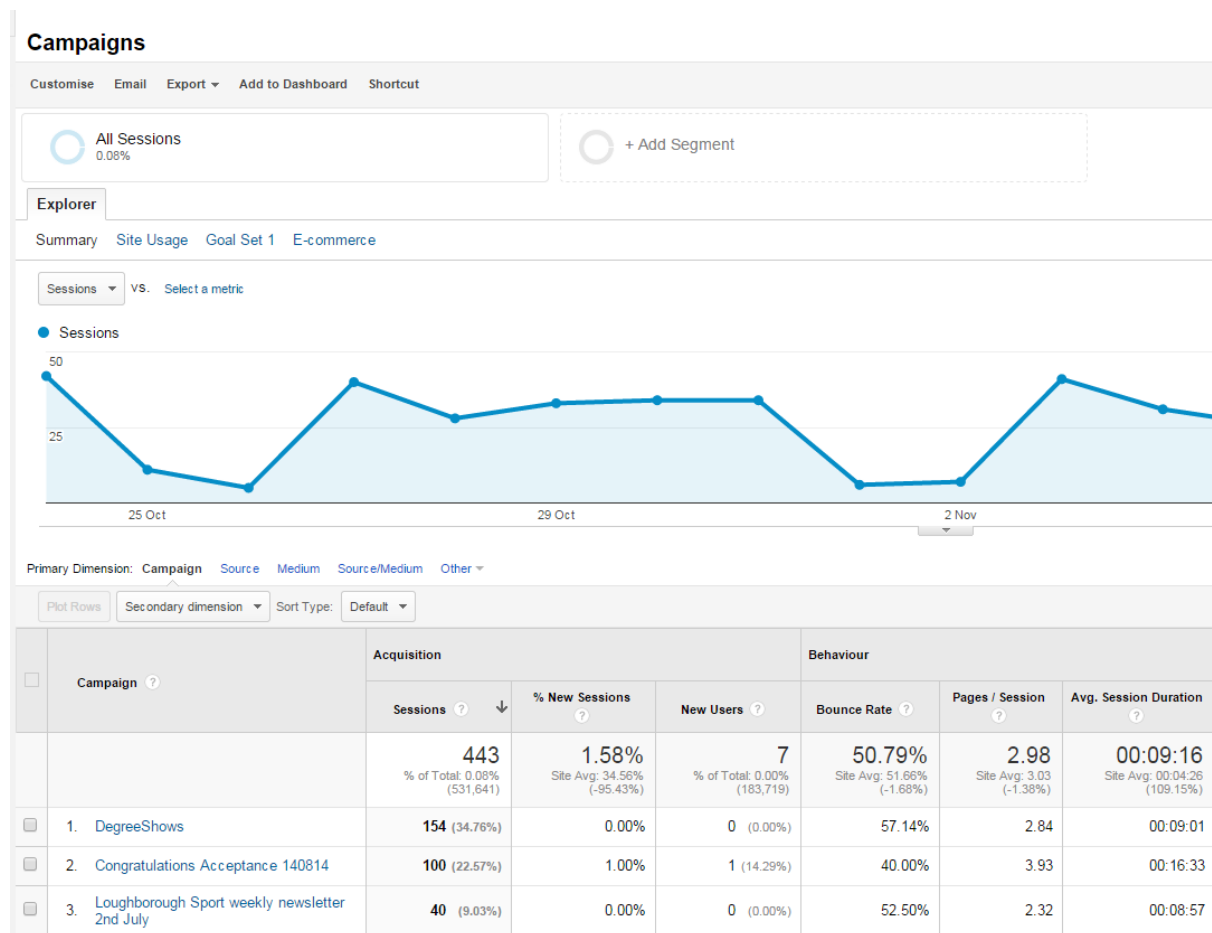 Campaigns
Customise Email Export Add to Dashboard Shortcut
All Sessions
0.08%
+ Add Segment
Explorer
Summary Site Usage Goal Set 1 E-commerce
Sessions VS. Select a metric
Sessions
50
25
25 Oct 29 Oct 2 Nov
Primary Dimension: Campaign Source Medium Source/Medium Other
Plot Rows Secondary dimension Sort Type: Default
Acquisition Behaviour
Campaign ? Sessions ? % New Sessions ? New Users ? Bounce Rate ? Pages / Session ? Avg. Session Duration ?
443 1.58% 7 50.79% 2.98 00:09:16
% of Total: 0.08% Site Avg: 34.56% % of Total: 0.00% Site Avg: 51.66% Site Avg: 3.03 Site Avg: 00:04:26
(531,641) (-95.43%) (183,719) (-1.68%) (-1.38%) (109.15%)
1. DegreeShows 154 (34.76%) 0.00% 0 (0.00%) 57.14% 2.84 00:09:01
2. Congratulations Acceptance 140814 100 (22.57%) 1.00% 1 (14.29%) 40.00% 3.93 00:16:33
3. Loughborough Sport weekly newsletter
2nd July 40 (9.03%) 0.00% 0 (0.00%) 52.50% 2.32 00:08:57